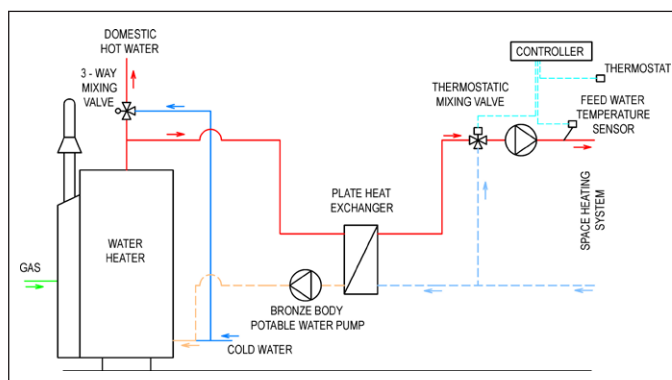 DOMESTIC
HOT WATER
3 - WAY
MIXING
VALVE
CONTROLLER
THERMOSTAT
THERMOSTATIC
MIXING VALVE
FEED WATER
TEMPERATURE
SENSOR
PLATE HEAT
EXCHANGER
SPACE HEATING
SYSTEM
WATER
HEATER
GAS
BRONZE BODY
POTABLE WATER PUMP
COLD WATER